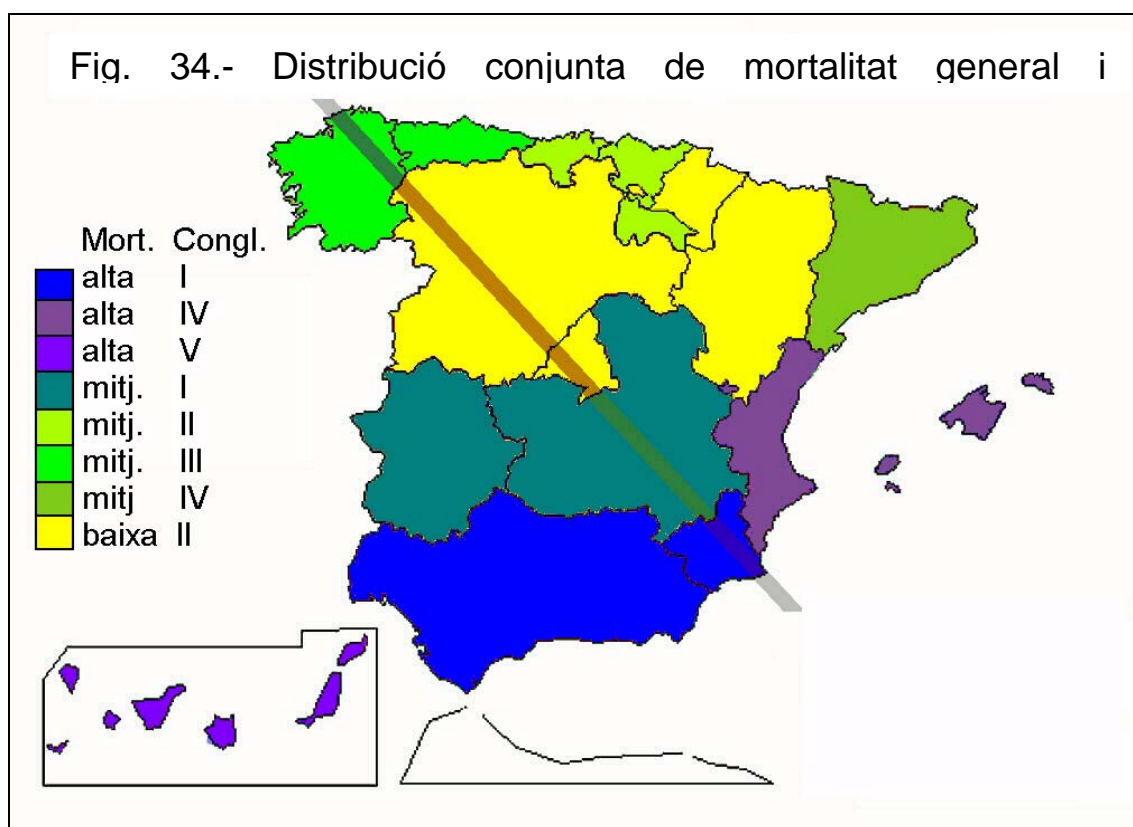 Fig. 34.- Distribució conjunta de mortalitat general i
Mort. Congl.
alta I
alta IV
alta V
mitj. I
mitj. II
mitj. III
mitj IV
baixa II